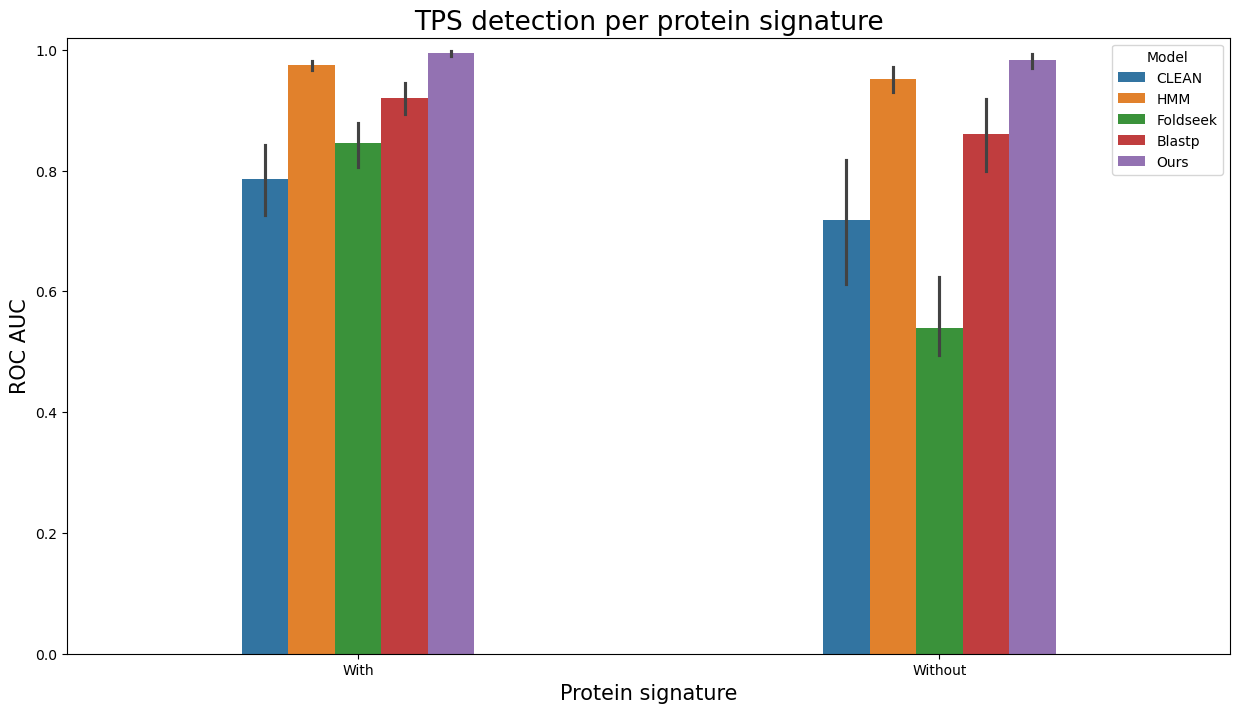 TPS detection per protein signature
Model
CLEAN
HMM
Foldseek
Blastp
Ours
ROC AUC
1.0
0.8
0.6
0.4
0.2
0.0
With
Without
Protein signature